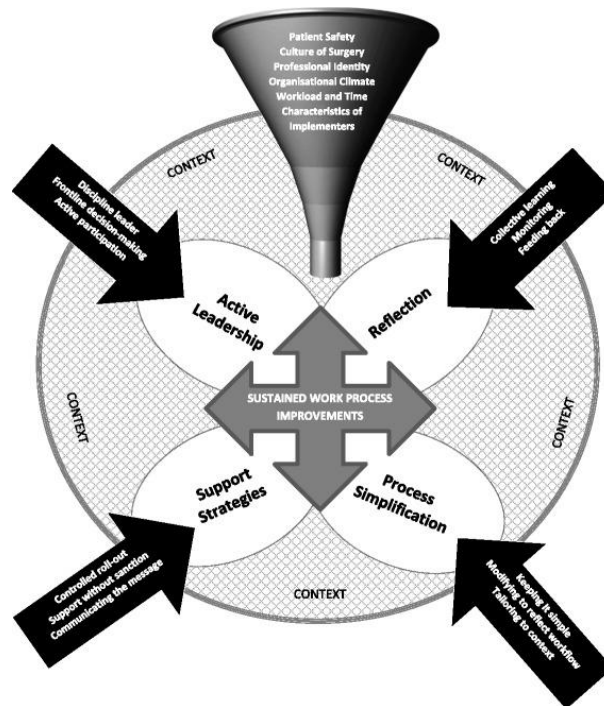 Patient Safety
Culture of Surgery
Professional Identity
Organisational Climate
Workload and Time
Characteristics of
Implementers
CONTEXT
CONTEXT
Discipline leader
Frontline decision-making
Active participation
Collective learning
Monitoring
Feeding back
Active
Leadership
Reflection
SUSTAINED WORK PROCESS
IMPROVEMENTS
CONTEXT
CONTEXT
Support
Strategies
Process
Simplification
Controlled roll-out
Support without sanction
Communicating the message
Keeping it simple
Modifying to reflect workflow
Tailoring to context
CONTEXT